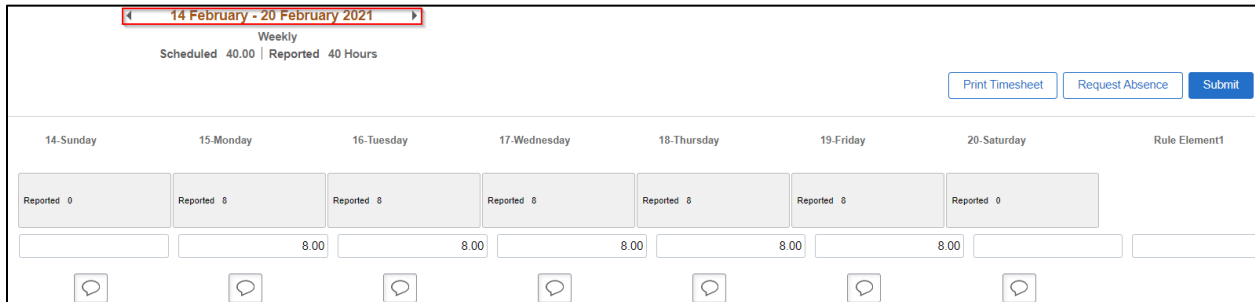 14 February - 20 February 2021
Weekly
Scheduled 40.00 | Reported 40 Hours
Print Timesheet Request Absence Submit
14-Sunday 15-Monday 16-Tuesday 17-Wednesday 18-Thursday 19-Friday 20-Saturday Rule Element1
Reported 0 Reported 8 Reported 8 Reported 8 Reported 8 Reported 8 Reported 0
8.00 8.00 8.00 8.00 8.00